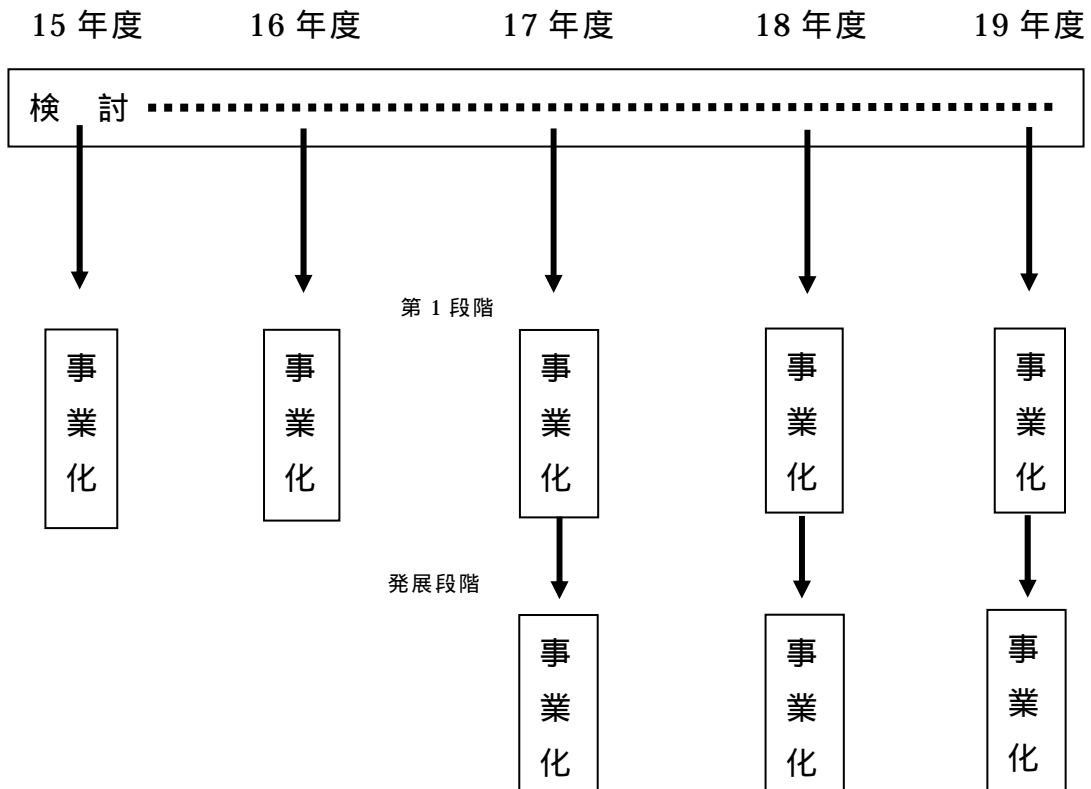 15 年度 16 年度 17 年度 18 年度 19 年度
検 討
第 1 段階
事業化 事業化 事業化 事業化 事業化
発展段階
事業化 事業化 事業化